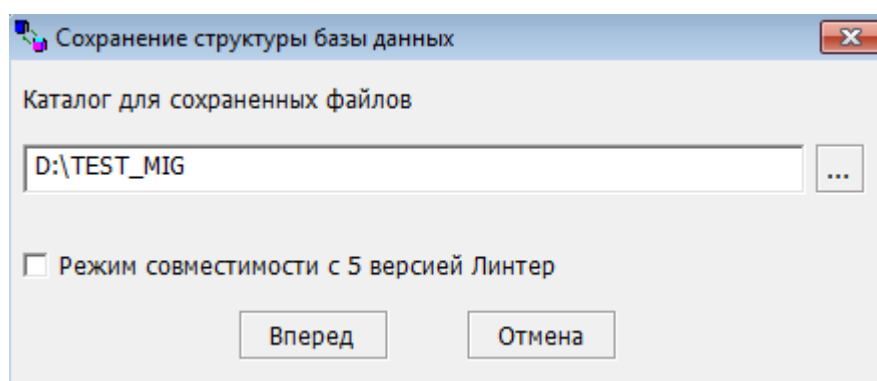 Сохранение структуры базы данных
Каталог для сохраненных файлов
D:\TEST_MIG
...
Режим совместимости с 5 версией Линтер
Вперед Отмена